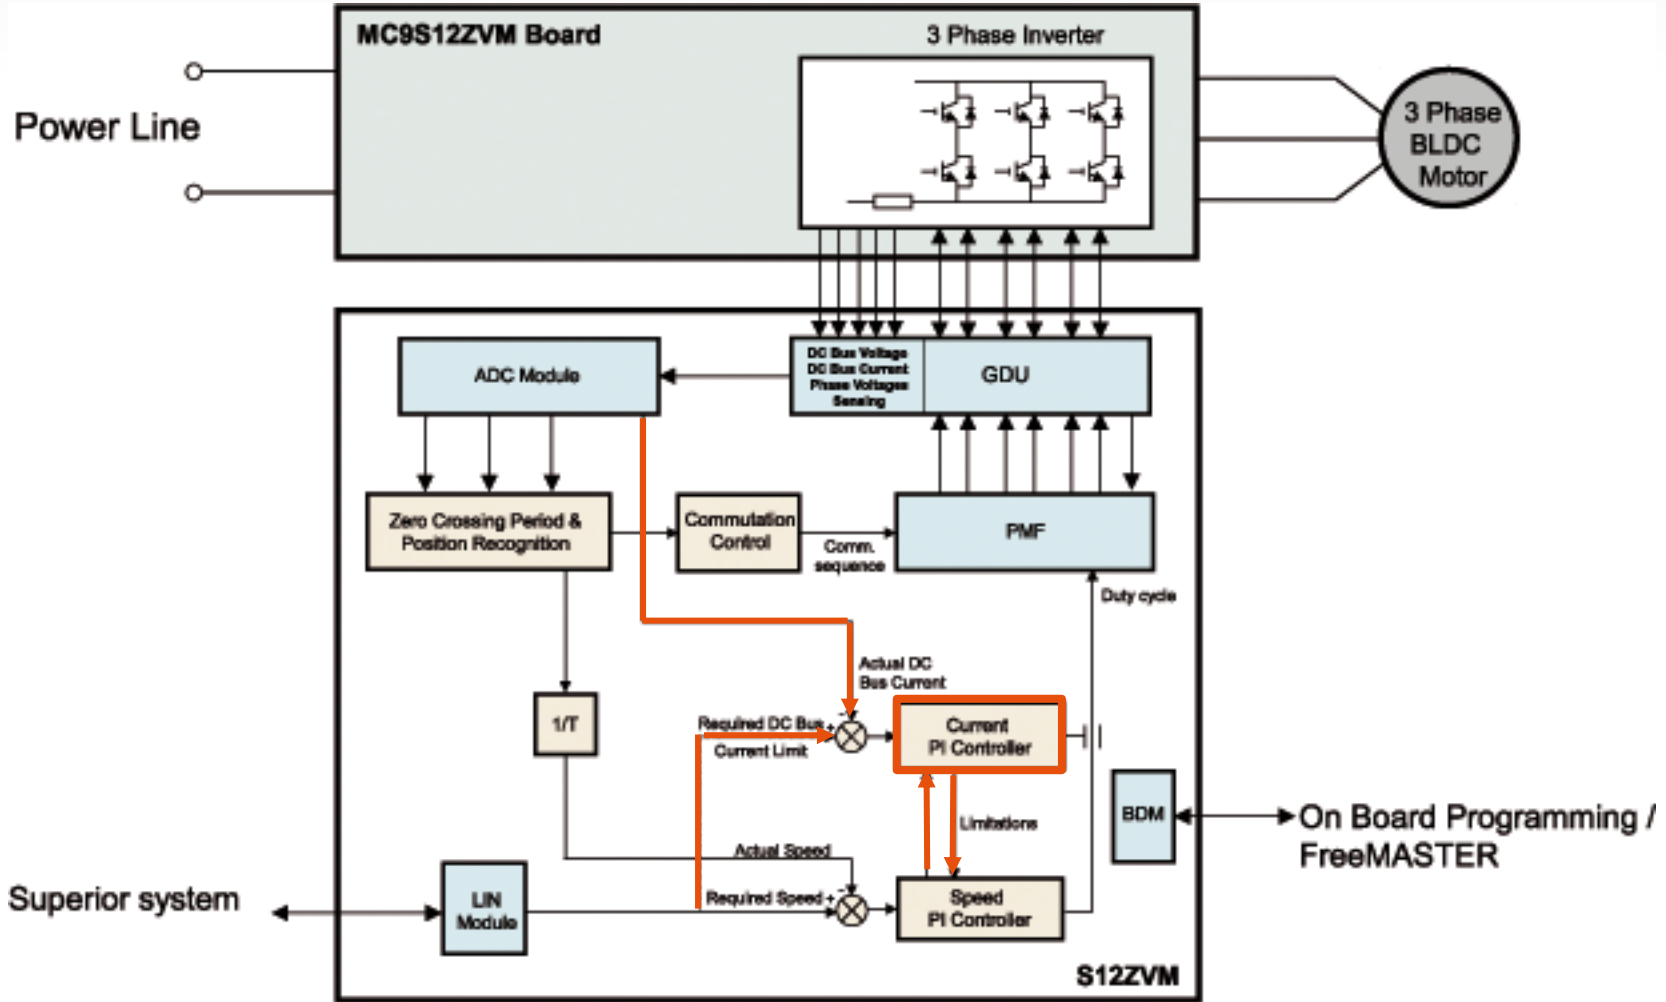 MC9S12ZVM Board
3 Phase Inverter
Power Line
3 Phase
BLDC
Motor
ADC Module
DC Bus Voltage
DC Bus Current
Phase Voltages
Sensing
GDU
Zero Crossing Period &
Position Recognition
Commutation
Control
Comm.
sequence
PMF
Duty cycle
Actual DC
Bus Current
1/T
Required DC Bus
Current Limit
+
-
Current
PI Controller
Limitations
BDM
On Board Programming /
FreeMASTER
Actual Speed
Superior system
LIN
Module
Required Speed
+
-
Speed
PI Controller
S12ZVM